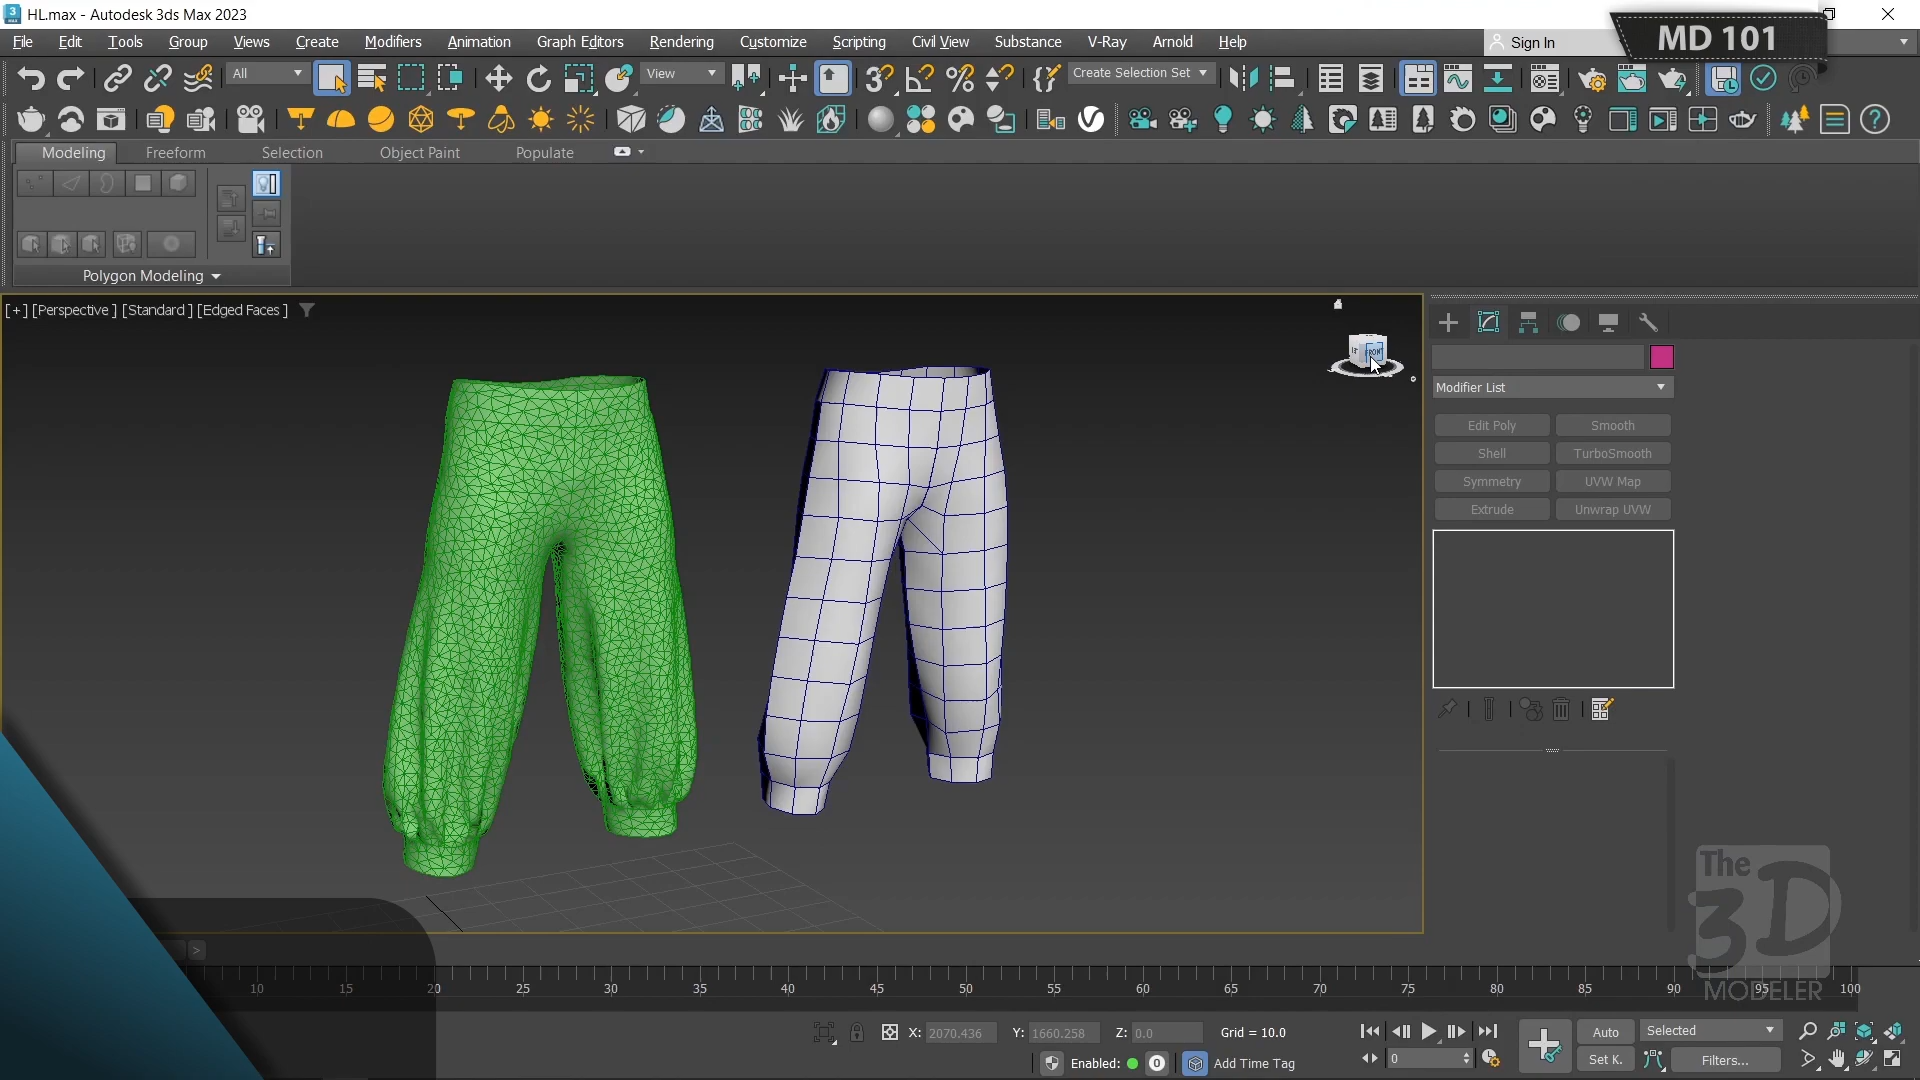 HL.max - Autodesk 3ds Max 2023
MD 101
File Edit Tools Group Views Create Modifiers Animation Graph Editors Rendering Customize Scripting Civil View Substance V-Ray Arnold Help
Sign In
All
View
Create Selection Set
Modeling Freeform Selection Object Paint Populate
Polygon Modeling
[+] [Perspective ] [Standard ] [Edged Faces ]
FRONT
Modifier List
Edit Poly Smooth
Shell TurboSmooth
Symmetry UVW Map
Extrude Unwrap UVW
The
3D
MODELER
>
10 15 20 25 30 35 40 45 50 55 60 65 70 75 80 85 90 95 100
X: 2070.436 Y: 1660.258 Z: 0.0 Grid = 10.0
Auto Selected
Enabled: 0 Add Time Tag
0
Set K. Filters...